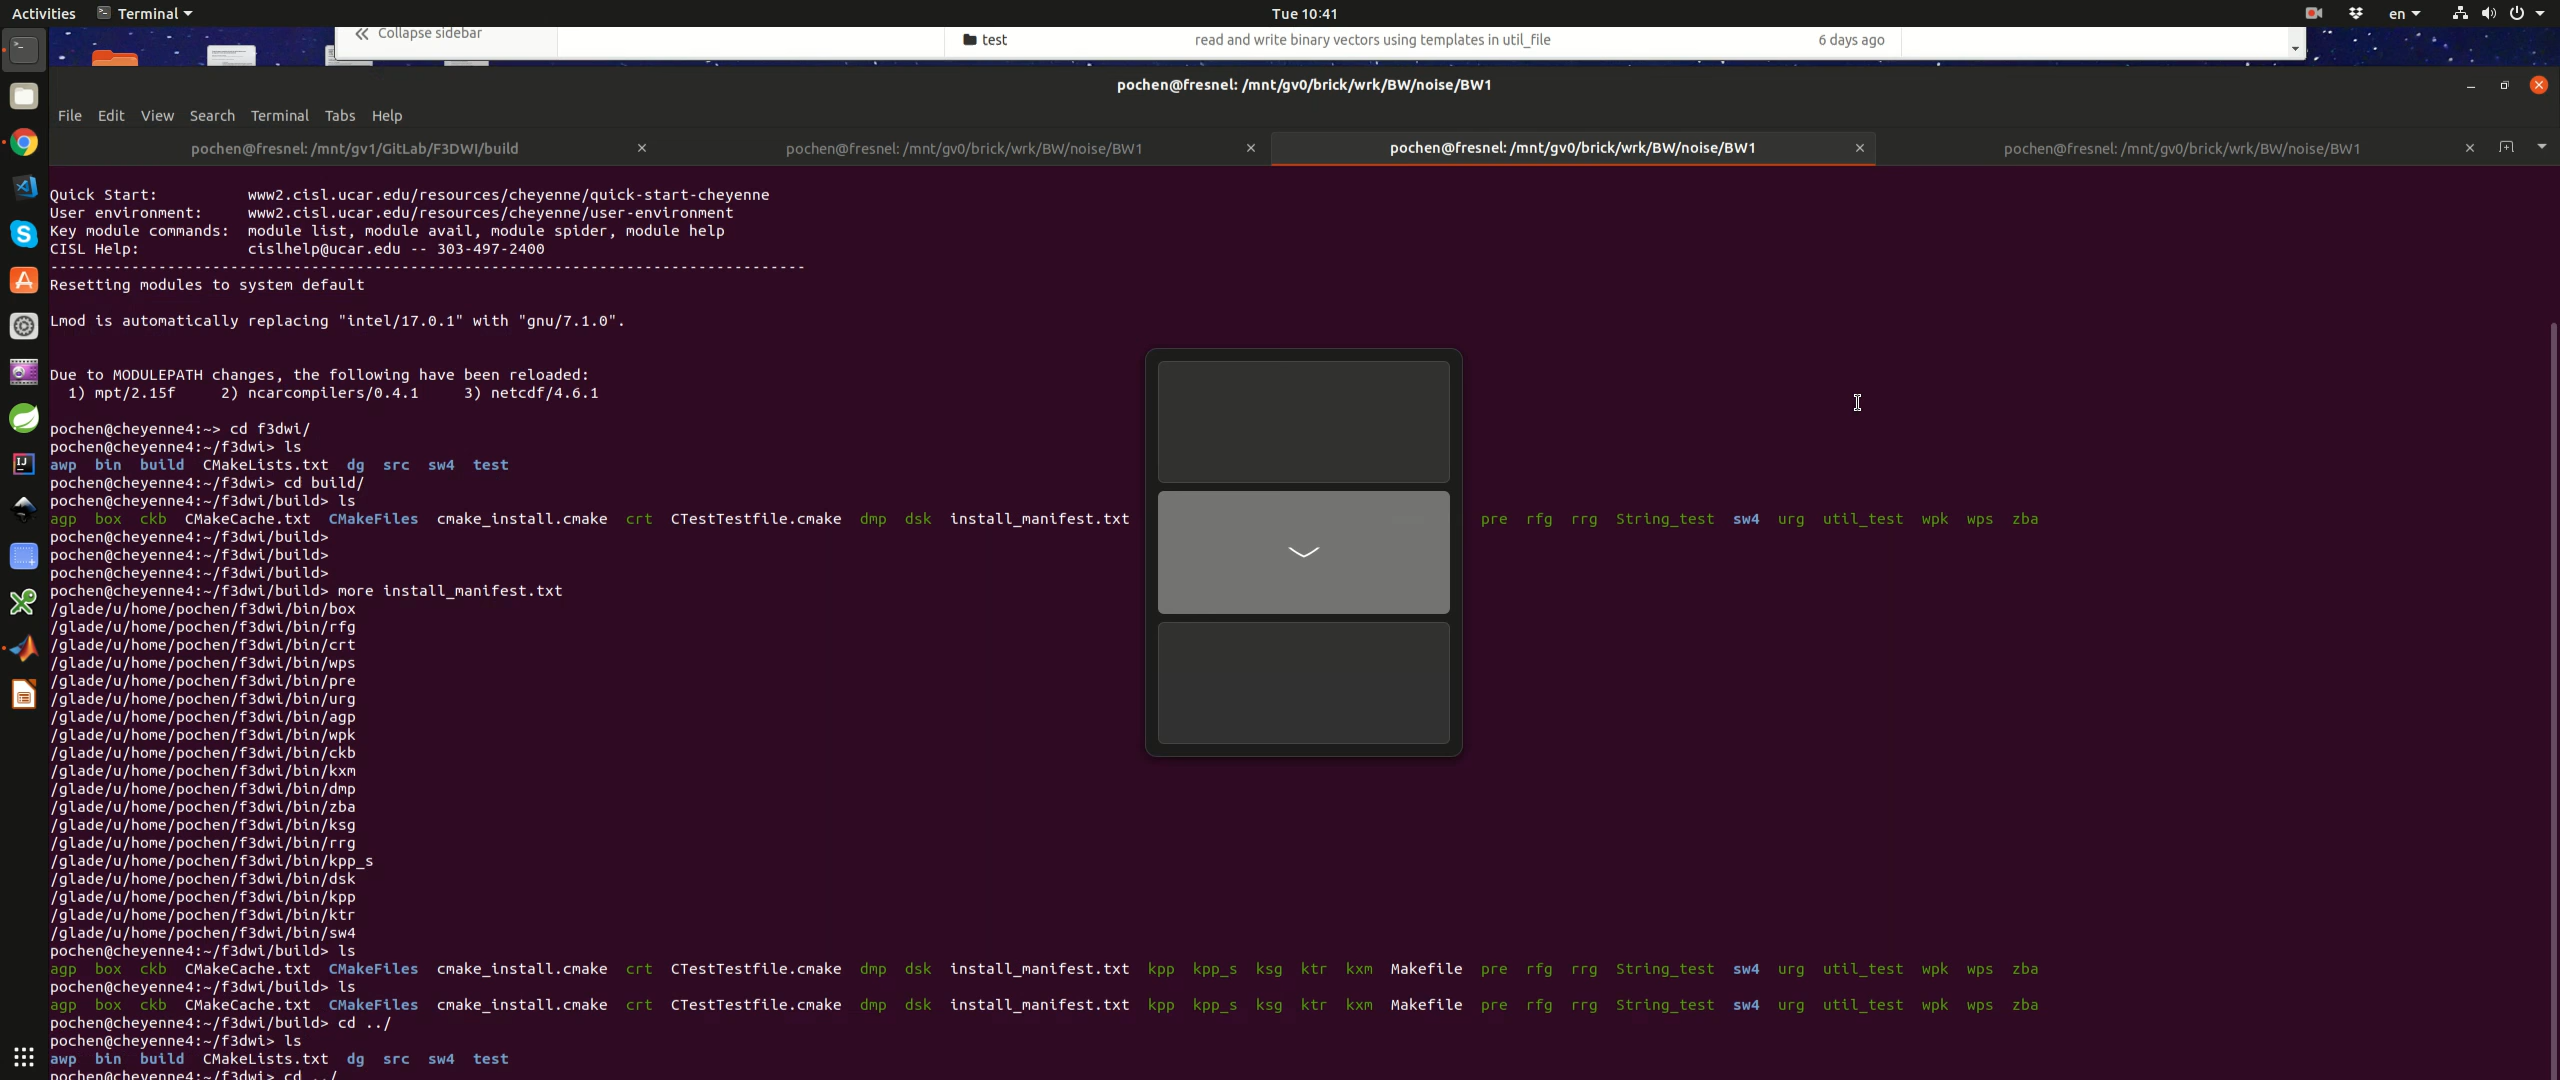 Activities Terminal Tue 10:41 en
Collapse sidebar test read and write binary vectors using templates in util_file 6 days ago
pochen@fresnel: /mnt/gv0/brick/wrk/BW/noise/BW1
File Edit View Search Terminal Tabs Help
pochen@fresnel: /mnt/gv1/GitLab/F3DWI/build pochen@fresnel: /mnt/gv0/brick/wrk/BW/noise/BW1 pochen@fresnel: /mnt/gv0/brick/wrk/BW/noise/BW1 pochen@fresnel: /mnt/gv0/brick/wrk/BW/noise/BW1
Quick Start: www2.cisl.ucar.edu/resources/cheyenne/quick-start-cheyenne
User environment: www2.cisl.ucar.edu/resources/cheyenne/user-environment
Key module commands: module list, module avail, module spider, module help
CISL Help: cislhelp@ucar.edu -- 303-497-2400
------------------------------------------------------------------------------------
Resetting modules to system default
Lmod is automatically replacing "intel/17.0.1" with "gnu/7.1.0".
Due to MODULEPATH changes, the following have been reloaded:
1) mpt/2.15f 2) ncarcompilers/0.4.1 3) netcdf/4.6.1
pochen@cheyenne4:~> cd f3dwi/
pochen@cheyenne4:~/f3dwi> ls
awp bin build CMakeLists.txt dg src sw4 test
pochen@cheyenne4:~/f3dwi> cd build/
pochen@cheyenne4:~/f3dwi/build> ls
agp box ckb CMakeCache.txt CMakeFiles cmake_install.cmake crt CTestTestfile.cmake dmp dsk install_manifest.txt pre rfg rrg String_test sw4 urg util_test wpk wps zba
pochen@cheyenne4:~/f3dwi/build>
pochen@cheyenne4:~/f3dwi/build>
pochen@cheyenne4:~/f3dwi/build>
pochen@cheyenne4:~/f3dwi/build> more install_manifest.txt
/glade/u/home/pochen/f3dwi/bin/box
/glade/u/home/pochen/f3dwi/bin/rfg
/glade/u/home/pochen/f3dwi/bin/crt
/glade/u/home/pochen/f3dwi/bin/wps
/glade/u/home/pochen/f3dwi/bin/pre
/glade/u/home/pochen/f3dwi/bin/urg
/glade/u/home/pochen/f3dwi/bin/agp
/glade/u/home/pochen/f3dwi/bin/wpk
/glade/u/home/pochen/f3dwi/bin/ckb
/glade/u/home/pochen/f3dwi/bin/kxm
/glade/u/home/pochen/f3dwi/bin/dmp
/glade/u/home/pochen/f3dwi/bin/zba
/glade/u/home/pochen/f3dwi/bin/ksg
/glade/u/home/pochen/f3dwi/bin/rrg
/glade/u/home/pochen/f3dwi/bin/kpp_s
/glade/u/home/pochen/f3dwi/bin/dsk
/glade/u/home/pochen/f3dwi/bin/kpp
/glade/u/home/pochen/f3dwi/bin/ktr
/glade/u/home/pochen/f3dwi/bin/sw4
pochen@cheyenne4:~/f3dwi/build> ls
agp box ckb CMakeCache.txt CMakeFiles cmake_install.cmake crt CTestTestfile.cmake dmp dsk install_manifest.txt kpp kpp_s ksg ktr kxm Makefile pre rfg rrg String_test sw4 urg util_test wpk wps zba
pochen@cheyenne4:~/f3dwi/build> ls
agp box ckb CMakeCache.txt CMakeFiles cmake_install.cmake crt CTestTestfile.cmake dmp dsk install_manifest.txt kpp kpp_s ksg ktr kxm Makefile pre rfg rrg String_test sw4 urg util_test wpk wps zba
pochen@cheyenne4:~/f3dwi/build> cd ../
pochen@cheyenne4:~/f3dwi> ls
awp bin build CMakeLists.txt dg src sw4 test
pochen@cheyenne4:~/f3dwi> cd ../